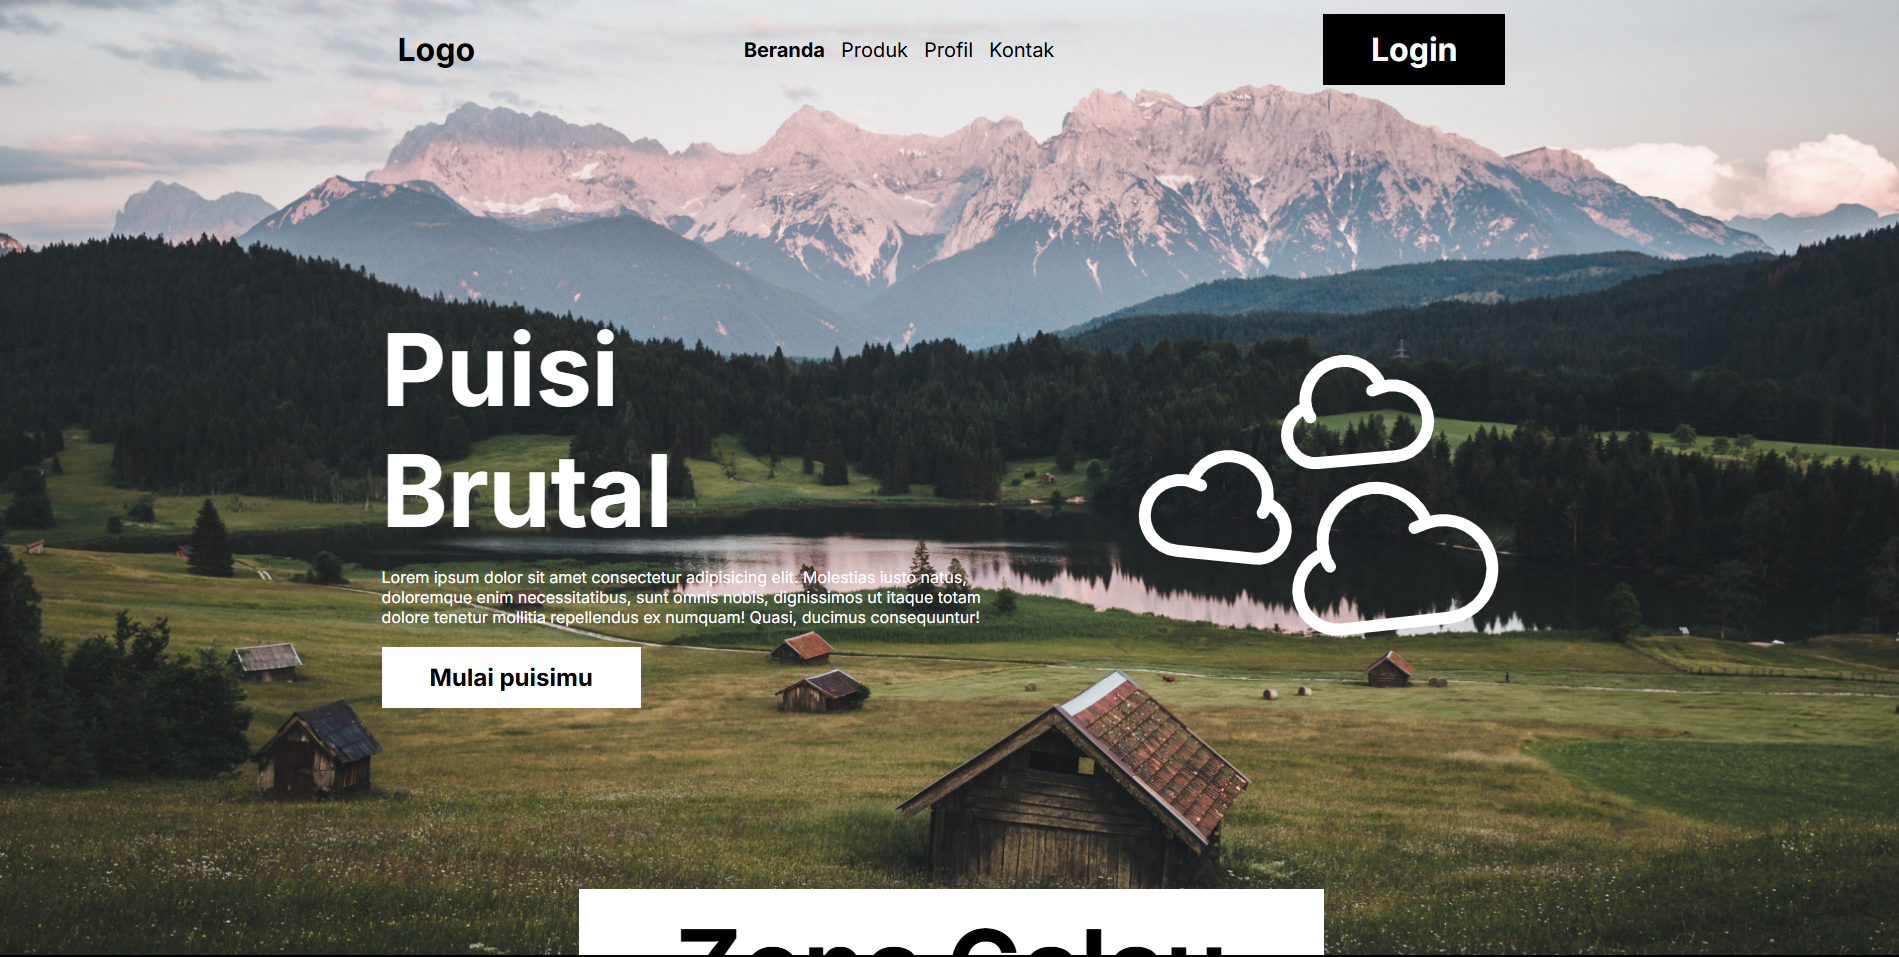 Logo
Beranda Produk Profil Kontak
Login
Puisi
Brutal
Lorem ipsum dolor sit amet consectetur adipisicing elit. Molestias iusto natus,
doloremque enim necessitatibus, sunt omnis nobis, dignissimos ut itaque totam
dolore tenetur mollitia repellendus ex numquam! Quasi, ducimus consequuntur!
Mulai puisimu
Zona Galau